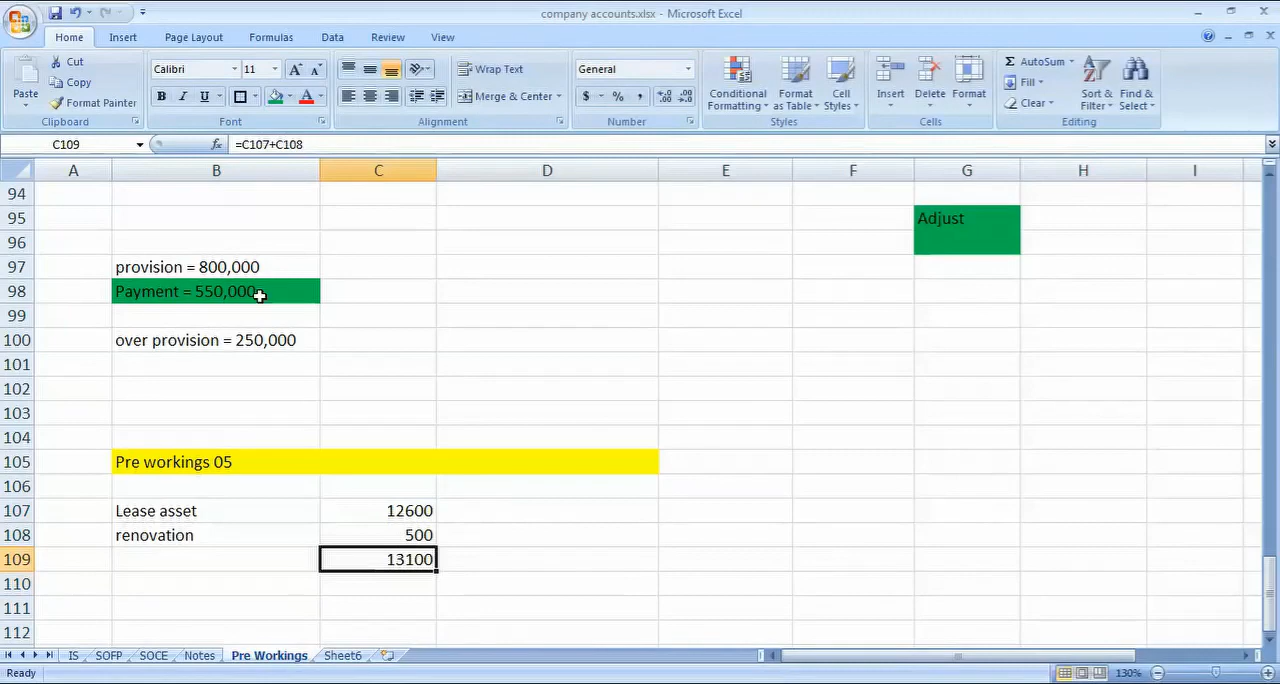 company accounts.xlsx - Microsoft Excel
Home Insert Page Layout Formulas Data Review View
Paste
Cut
Copy
Format Painter
Clipboard
Calibri 11 A A
B I U A
Font
Wrap Text
Merge & Center
Alignment
General
$ % , .0 .00 .00 .0
Number
Conditional Formatting
Format as Table
Cell Styles
Styles
Insert Delete Format
Cells
Σ AutoSum
Fill
Clear
Sort & Filter
Find & Select
Editing
C109 fx =C107+C108
A B C D E F G H I
94
95 Adjust
96
97 provision = 800,000
98 Payment = 550,000
99
100 over provision = 250,000
101
102
103
104
105 Pre workings 05
106
107 Lease asset 12600
108 renovation 500
109 13100
110
111
112
IS SOFP SOCE Notes Pre Workings Sheet6
Ready 130%